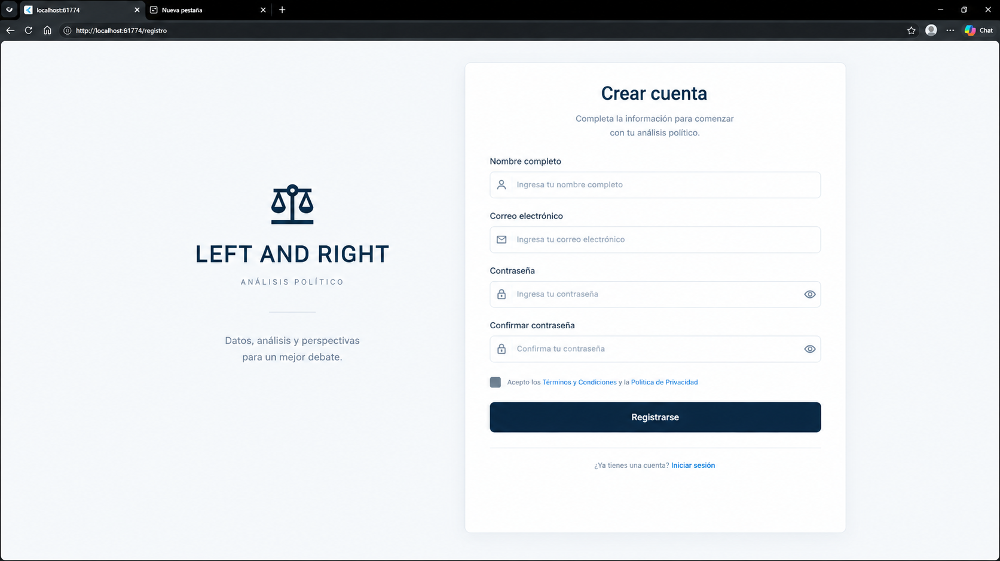 localhost:61774
Nueva pestaña
http://localhost:61774/registro
Chat
LEFT AND RIGHT
ANÁLISIS POLÍTICO
Datos, análisis y perspectivas
para un mejor debate.
Crear cuenta
Completa la información para comenzar
con tu análisis político.
Nombre completo
Ingresa tu nombre completo
Correo electrónico
Ingresa tu correo electrónico
Contraseña
Ingresa tu contraseña
Confirmar contraseña
Confirma tu contraseña
Acepto los Términos y Condiciones y la Politica de Privacidad
Registrarse
¿Ya tienes una cuenta? Iniciar sesión